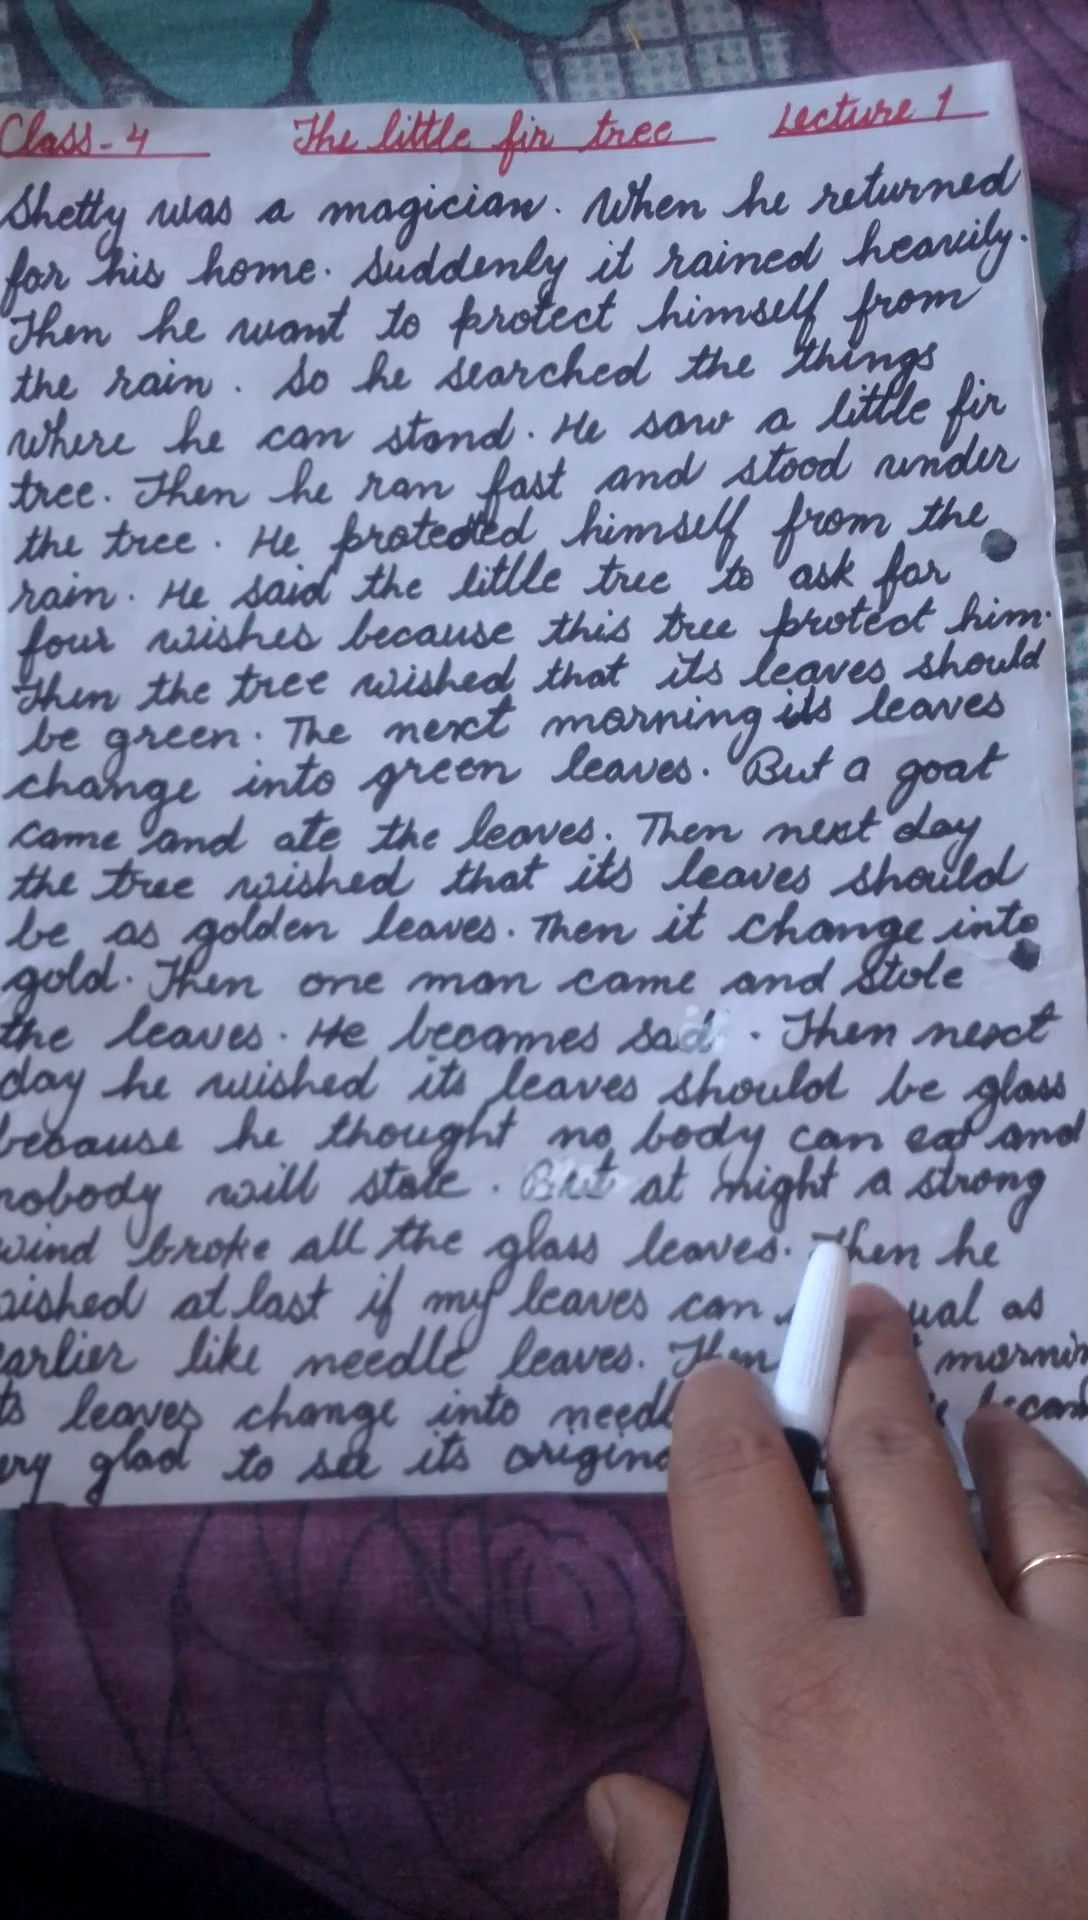 Class-4 The little fir tree Lecture 1
Shetty was a magician. When he returned
for his home. Suddenly it rained heavily.
Then he want to protect himself from
the rain. So he searched the things
where he can stand. He saw a little fir
tree. Then he ran fast and stood under
the tree. He protected himself from the
rain. He said the little tree to ask for
four wishes because this tree protect him.
Then the tree wished that its leaves should
be green. The next morning its leaves
change into green leaves. But a goat
came and ate the leaves. Then next day
the tree wished that its leaves should
be as golden leaves. Then it change into
gold. Then one man came and stole
the leaves. He becames sad. Then next
day he wished its leaves should be glass
because he thought no body can eat and
nobody will stole. But at night a strong
wind broke all the glass leaves. Then he
wished at last if my leaves can as
earlier like needle leaves. Then
leaves change into
glad to see its